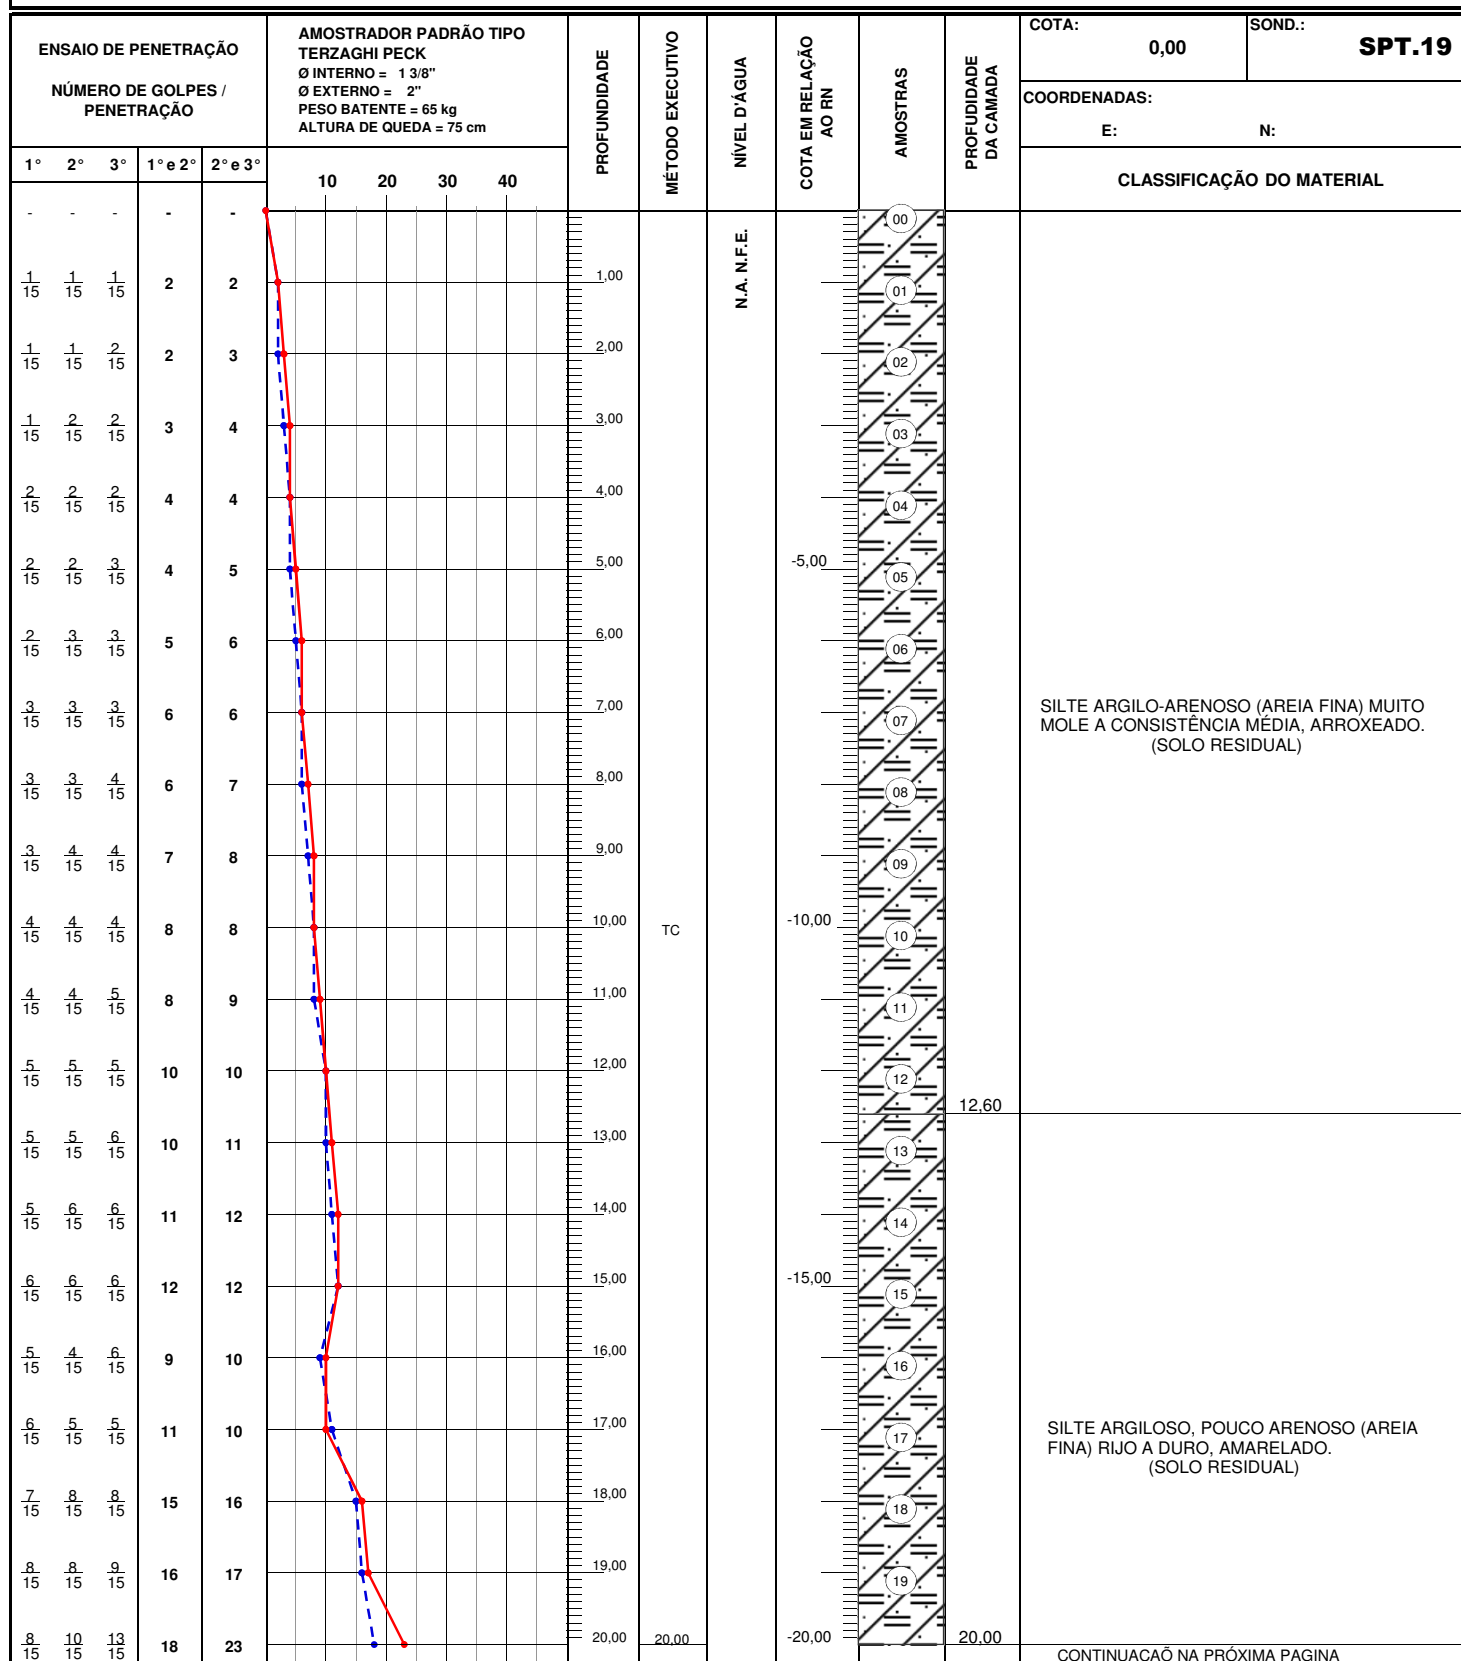 ENSAIO DE PENETRAÇÃO
NÚMERO DE GOLPES /
PENETRAÇÃO
AMOSTRADOR PADRÃO TIPO
TERZAGHI PECK
Ø INTERNO = 1 3/8"
Ø EXTERNO = 2"
PESO BATENTE = 65 kg
ALTURA DE QUEDA = 75 cm
PROFUNDIDADE
MÉTODO EXECUTIVO
NÍVEL D'ÁGUA
COTA EM RELAÇÃO
AO RN
AMOSTRAS
PROFUDIDADE
DA CAMADA
COTA:
0,00
SOND.:
SPT.19
COORDENADAS:
E: N:
CLASSIFICAÇÃO DO MATERIAL
1° 2° 3° 1° e 2° 2° e 3°
10 20 30 40
- - - - - 00
N.A. N.F.E.
1/15 1/15 1/15 2 2 1,00 01
1/15 1/15 2/15 2 3 2,00 02
1/15 2/15 2/15 3 4 3,00 03
2/15 2/15 2/15 4 4 4,00 04
2/15 2/15 3/15 4 5 5,00 -5,00 05
2/15 3/15 3/15 5 6 6,00 06
3/15 3/15 3/15 6 6 7,00 07
SILTE ARGILO-ARENOSO (AREIA FINA) MUITO
MOLE A CONSISTÊNCIA MÉDIA, ARROXEADO.
(SOLO RESIDUAL)
3/15 3/15 4/15 6 7 8,00 08
3/15 4/15 4/15 7 8 9,00 09
4/15 4/15 4/15 8 8 10,00 TC -10,00 10
4/15 4/15 5/15 8 9 11,00 11
5/15 5/15 5/15 10 10 12,00 12
12,60
5/15 5/15 6/15 10 11 13,00 13
5/15 6/15 6/15 11 12 14,00 14
6/15 6/15 6/15 12 12 15,00 -15,00 15
5/15 4/15 6/15 9 10 16,00 16
6/15 5/15 5/15 11 10 17,00 17
SILTE ARGILOSO, POUCO ARENOSO (AREIA
FINA) RIJO A DURO, AMARELADO.
(SOLO RESIDUAL)
7/15 8/15 8/15 15 16 18,00 18
8/15 8/15 9/15 16 17 19,00 19
8/15 10/15 13/15 18 23 20,00 20,00 -20,00 20,00
CONTINUACAÕ NA PRÓXIMA PAGINA